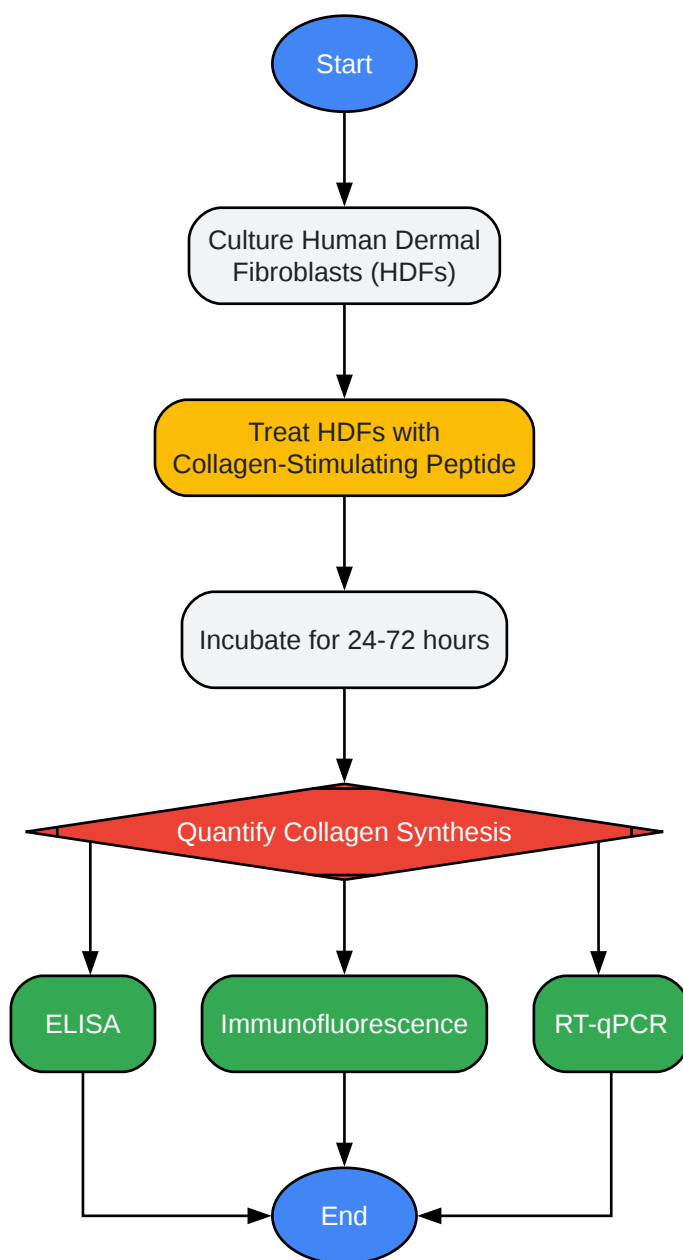 Start
Culture Human Dermal
Fibroblasts (HDFs)
Treat HDFs with
Collagen-Stimulating Peptide
Incubate for 24-72 hours
Quantify Collagen Synthesis
ELISA
Immunofluorescence
RT-qPCR
End